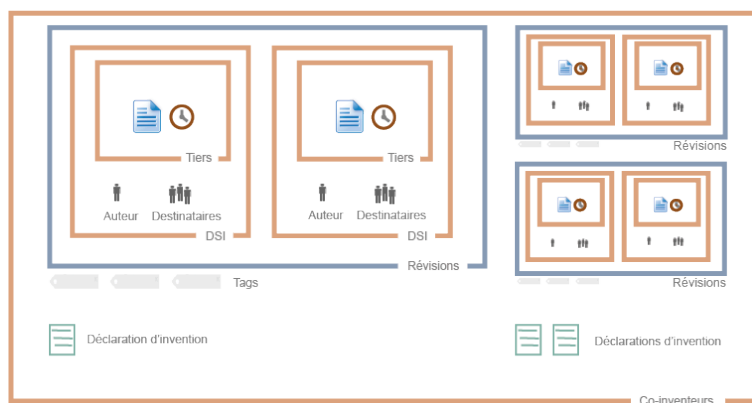 Tiers
Tiers
Auteur Destinataires
Auteur Destinataires
DSI
DSI
Révisions
Tags
Révisions
Révisions
Déclaration d'invention
Déclarations d'invention
Co-inventeurs